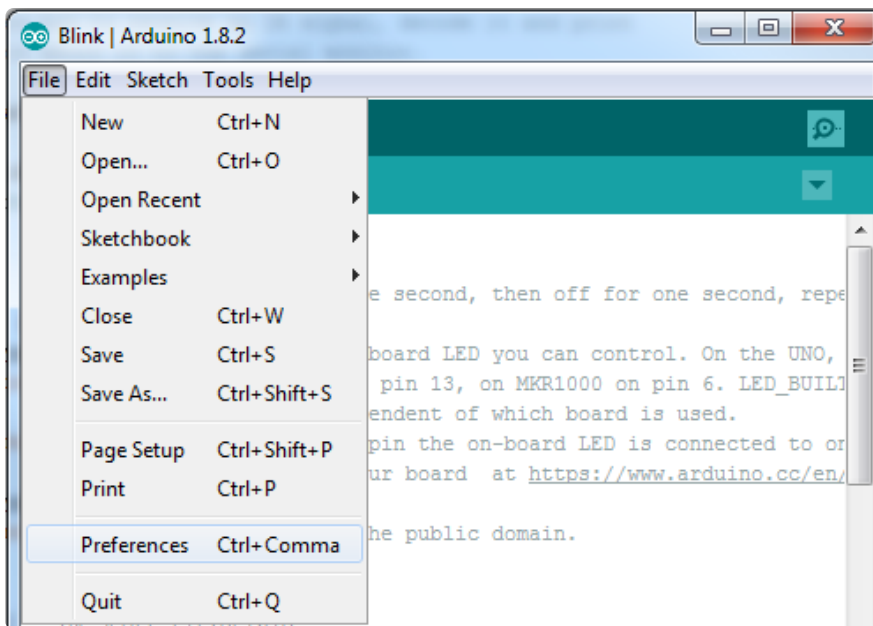 Blink | Arduino 1.8.2
File Edit Sketch Tools Help
New Ctrl+N
Open... Ctrl+O
Open Recent
Sketchbook
Examples
Close Ctrl+W
Save Ctrl+S
Save As... Ctrl+Shift+S
Page Setup Ctrl+Shift+P
Print Ctrl+P
Preferences Ctrl+Comma
Quit Ctrl+Q
e second, then off for one second, repe
board LED you can control. On the UNO,
pin 13, on MKR1000 on pin 6. LED_BUILT
endent of which board is used.
pin the on-board LED is connected to on
ur board at https://www.arduino.cc/en/
he public domain.